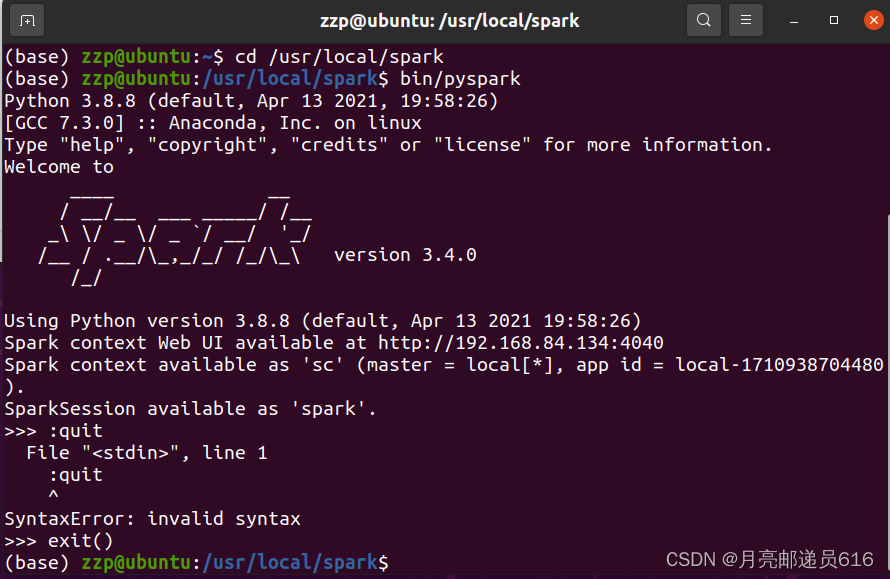 zzp@ubuntu: /usr/local/spark
(base) zzp@ubuntu:~$ cd /usr/local/spark
(base) zzp@ubuntu:/usr/local/spark$ bin/pyspark
Python 3.8.8 (default, Apr 13 2021, 19:58:26)
[GCC 7.3.0] :: Anaconda, Inc. on linux
Type "help", "copyright", "credits" or "license" for more information.
Welcome to
      ____              __
     / __/__  ___ _____/ /__
    _\ \/ _ \/ _ `/ __/  '_/
   /__ / .__/\_,_/_/ /_/\_\   version 3.4.0
      /_/
Using Python version 3.8.8 (default, Apr 13 2021 19:58:26)
Spark context Web UI available at http://192.168.84.134:4040
Spark context available as 'sc' (master = local[*], app id = local-1710938704480
).
SparkSession available as 'spark'.
>>> :quit
  File "<stdin>", line 1
    :quit
    ^
SyntaxError: invalid syntax
>>> exit()
(base) zzp@ubuntu:/usr/local/spark$
CSDN @月亮邮递员616